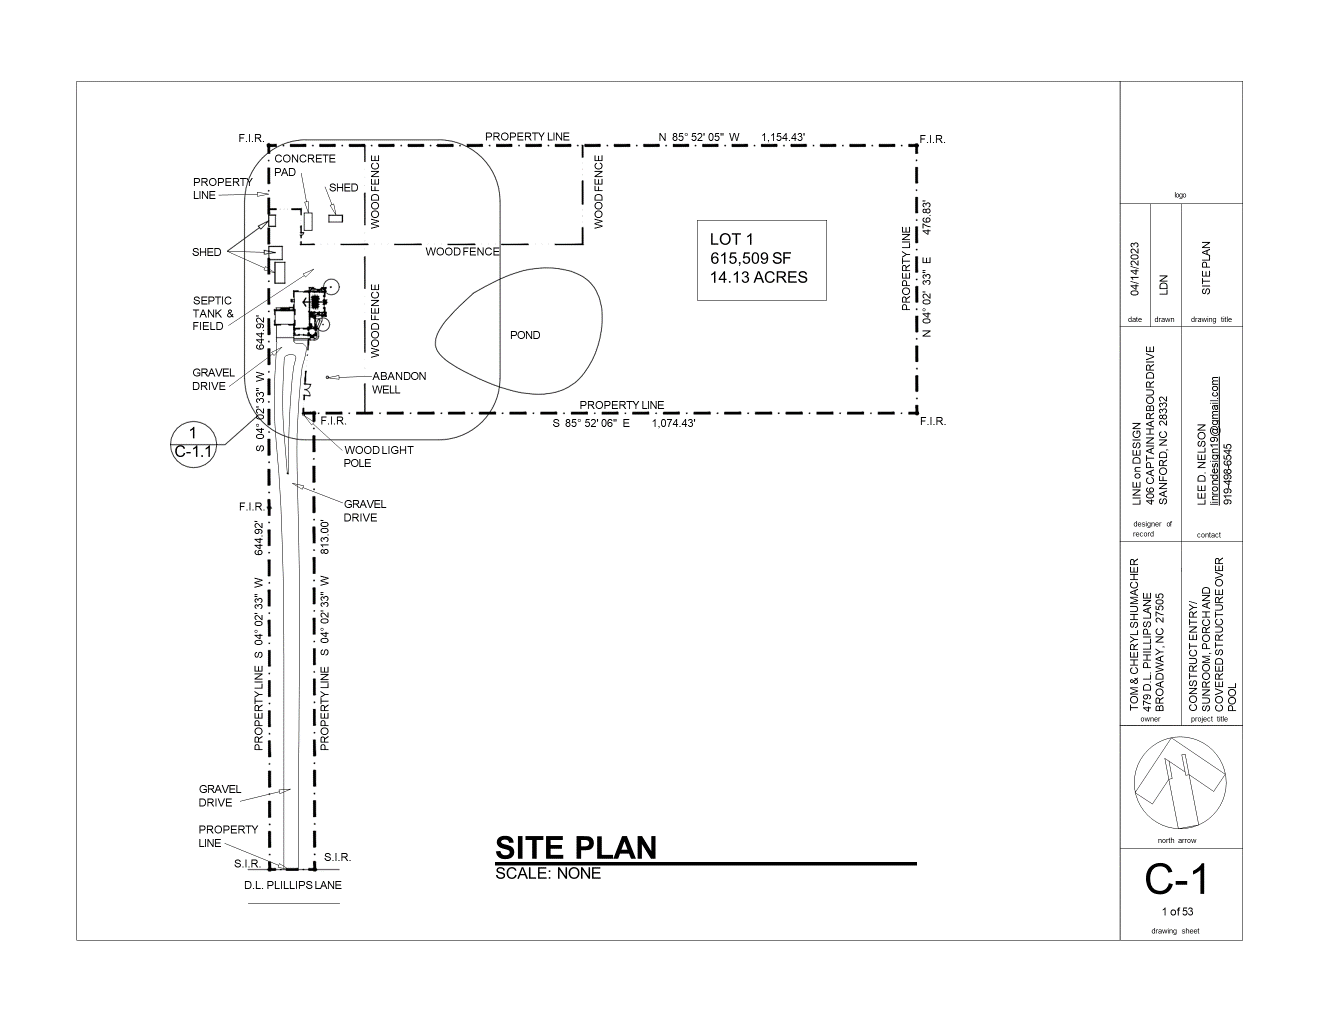 F.I.R.
PROPERTY LINE
N 85° 52' 05" W 1,154.43'
F.I.R.
CONCRETE
PAD
SHED
WOOD FENCE
WOOD FENCE
PROPERTY
LINE
SHED
WOOD FENCE
LOT 1
615,509 SF
14.13 ACRES
PROPERTY LINE
N 04° 02' 33" E 476.83'
SEPTIC
TANK &
FIELD
S 04° 02' 33" W 644.92'
WOOD FENCE
POND
GRAVEL
DRIVE
ABANDON
WELL
PROPERTY LINE
S 85° 52' 06" E 1,074.43'
F.I.R.
F.I.R.
1
C-1.1
WOOD LIGHT
POLE
GRAVEL
DRIVE
F.I.R.
PROPERTY LINE S 04° 02' 33" W 644.92'
PROPERTY LINE S 04° 02' 33" W 813.00'
GRAVEL
DRIVE
PROPERTY
LINE
S.I.R.
S.I.R.
D.L. PLILLIPS LANE
SITE PLAN
SCALE: NONE
logo
04/14/2023
date
LDN
drawn
SITE PLAN
drawing title
LINE on DESIGN
406 CAPTAIN HARBOUR DRIVE
SANFORD, NC 28332
designer of
record
LEE D. NELSON
linrondesign19@gmail.com
919-498-6545
contact
TOM & CHERYL SHUMACHER
479 D.L. PHILLIPS LANE
BROADWAY, NC 27505
owner
CONSTRUCT ENTRY/
SUNROOM, PORCH AND
COVERED STRUCTURE OVER
POOL
project title
north arrow
C-1
1 of 53
drawing sheet